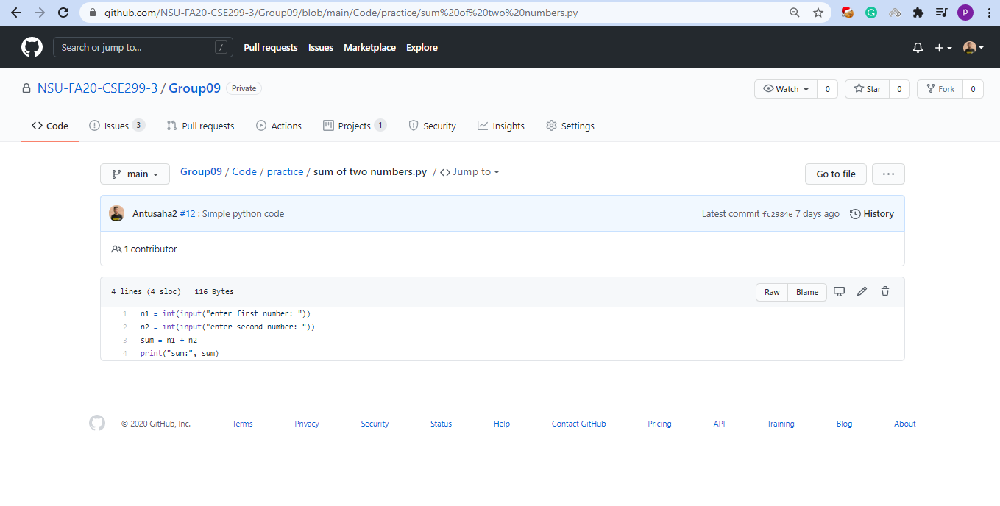 github.com/NSU-FA20-CSE299-3/Group09/blob/main/Code/practice/sum%20of%20two%20numbers.py
G
p
Search or jump to... / Pull requests Issues Marketplace Explore
NSU-FA20-CSE299-3 / Group09 Private Watch 0 Star 0 Fork 0
Code Issues 3 Pull requests Actions Projects 1 Security Insights Settings
main Group09 / Code / practice / sum of two numbers.py / Jump to Go to file ...
Antusaha2 #12 : Simple python code Latest commit fc2984e 7 days ago History
1 contributor
4 lines (4 sloc) 116 Bytes Raw Blame
1 n1 = int(input("enter first number: "))
2 n2 = int(input("enter second number: "))
3 sum = n1 + n2
4 print("sum:", sum)
© 2020 GitHub, Inc. Terms Privacy Security Status Help Contact GitHub Pricing API Training Blog About